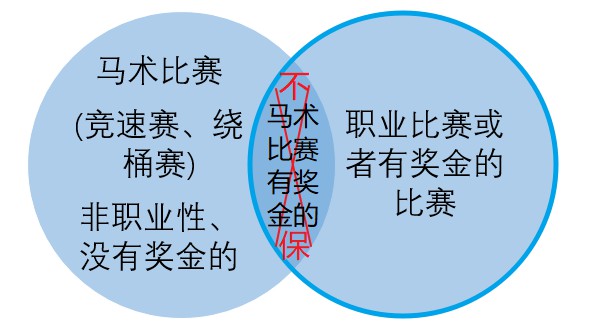 马术比赛
(竞速赛、绕
桶赛)
非职业性、
没有奖金的
不
马术
比赛
有奖
金的
保
职业比赛或
者有奖金的
比赛